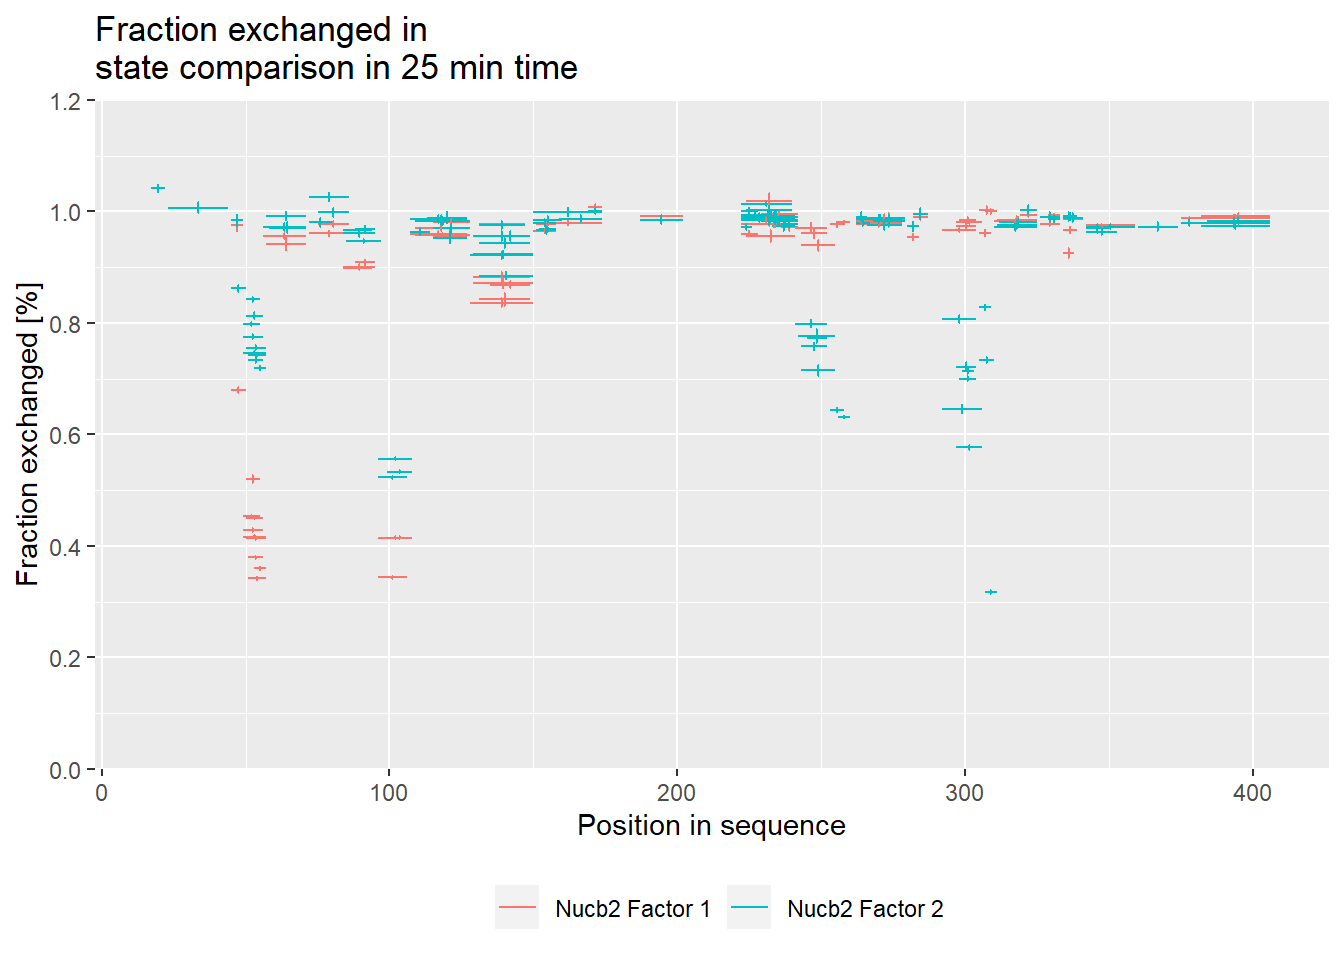 Fraction exchanged in
state comparison in 25 min time
1.2
1.0
0.8
0.6
0.4
0.2
0.0
Fraction exchanged [%]
0 100 200 300 400
Position in sequence
Nucb2 Factor 1 Nucb2 Factor 2